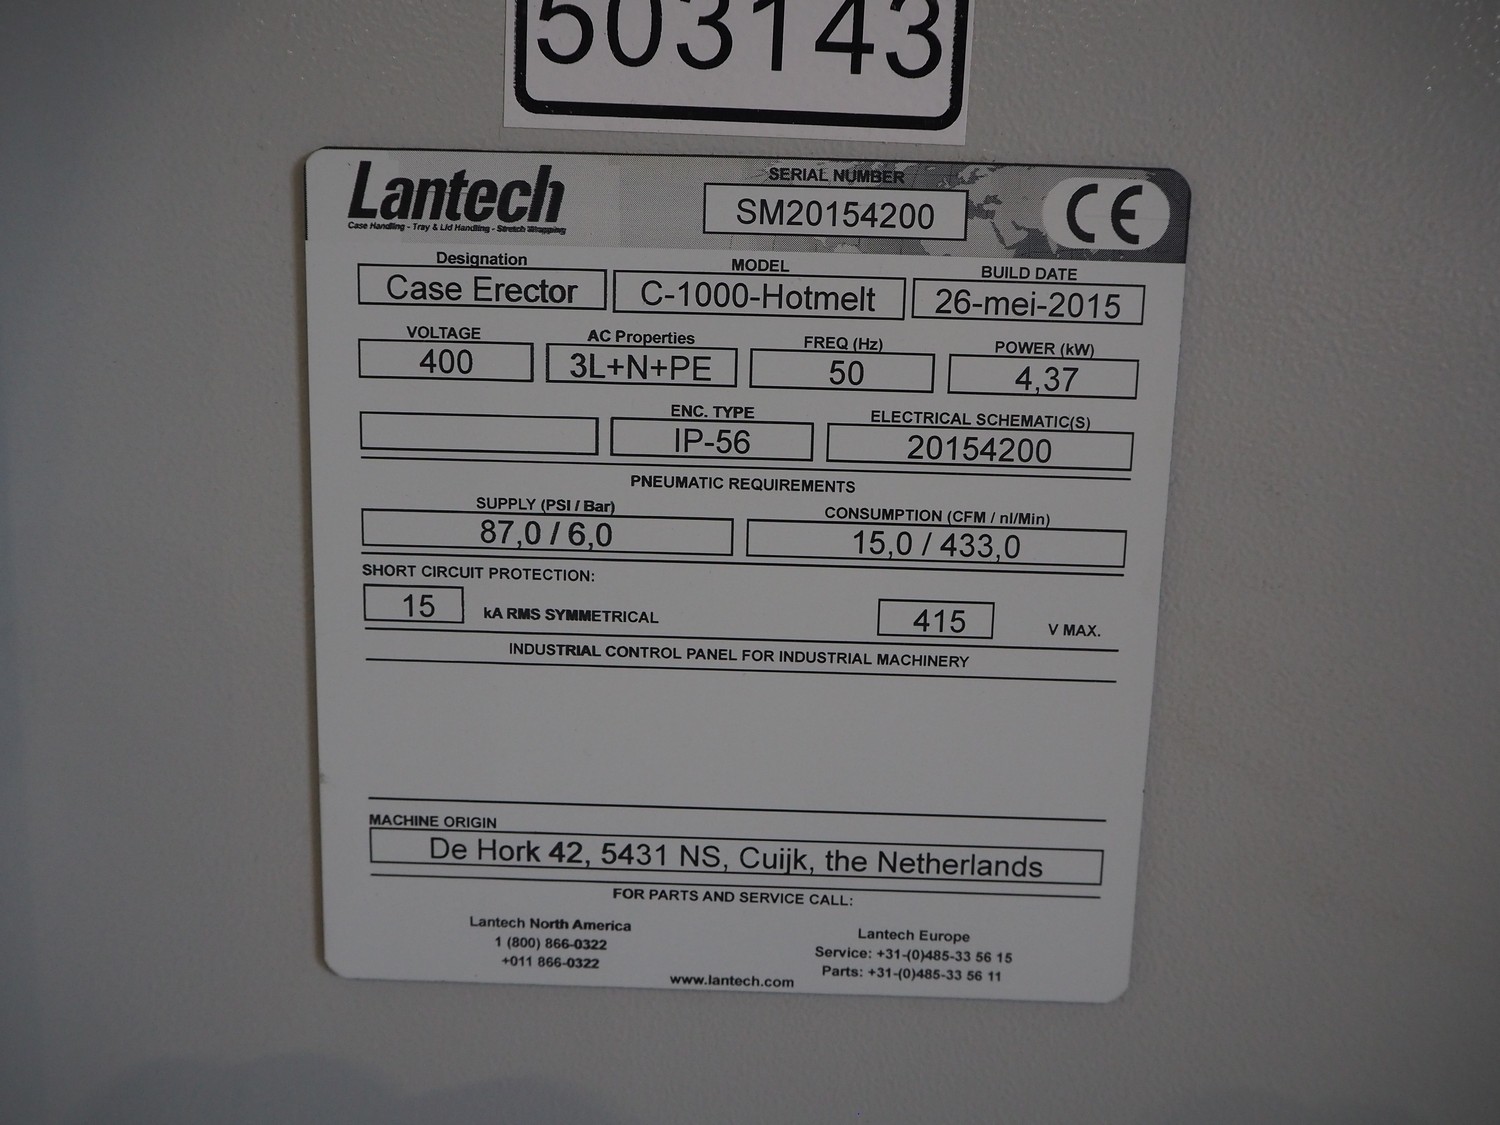 503143
Lantech
Case Handling - Tray & Lid Handling - Stretch Wrapping
SERIAL NUMBER
SM20154200
CE
Designation MODEL BUILD DATE
Case Erector C-1000-Hotmelt 26-mei-2015
VOLTAGE AC Properties FREQ (Hz) POWER (kW)
400 3L+N+PE 50 4,37
ENC. TYPE ELECTRICAL SCHEMATIC(S)
IP-56 20154200
PNEUMATIC REQUIREMENTS
SUPPLY (PSI / Bar) CONSUMPTION (CFM / nl/Min)
87,0 / 6,0 15,0 / 433,0
SHORT CIRCUIT PROTECTION:
15 kA RMS SYMMETRICAL 415 V MAX.
INDUSTRIAL CONTROL PANEL FOR INDUSTRIAL MACHINERY
MACHINE ORIGIN
De Hork 42, 5431 NS, Cuijk, the Netherlands
FOR PARTS AND SERVICE CALL:
Lantech North America
1 (800) 866-0322
+011 866-0322
Lantech Europe
Service: +31-(0)485-33 56 15
Parts: +31-(0)485-33 56 11
www.lantech.com